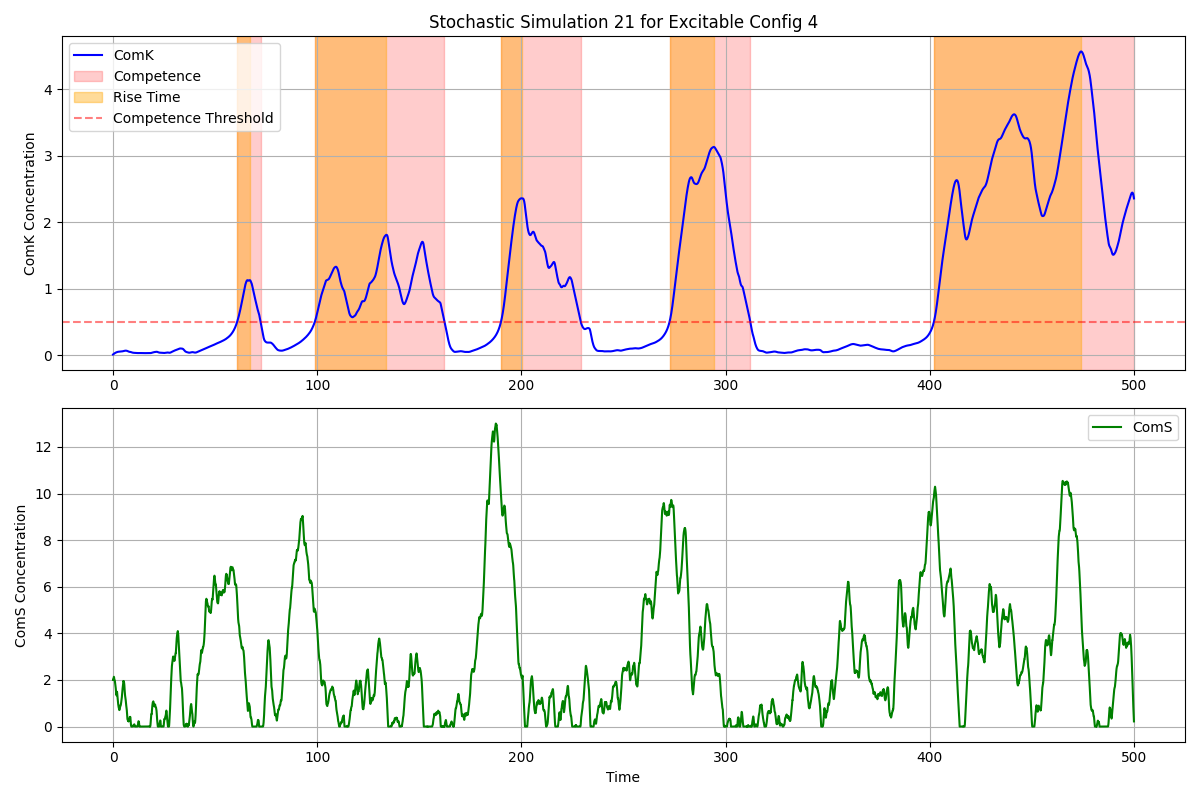 Stochastic Simulation 21 for Excitable Config 4
ComK
Competence
Rise Time
Competence Threshold
ComK Concentration
4
3
2
1
0
0 100 200 300 400 500
ComS
ComS Concentration
12
10
8
6
4
2
0
0 100 200 300 400 500
Time